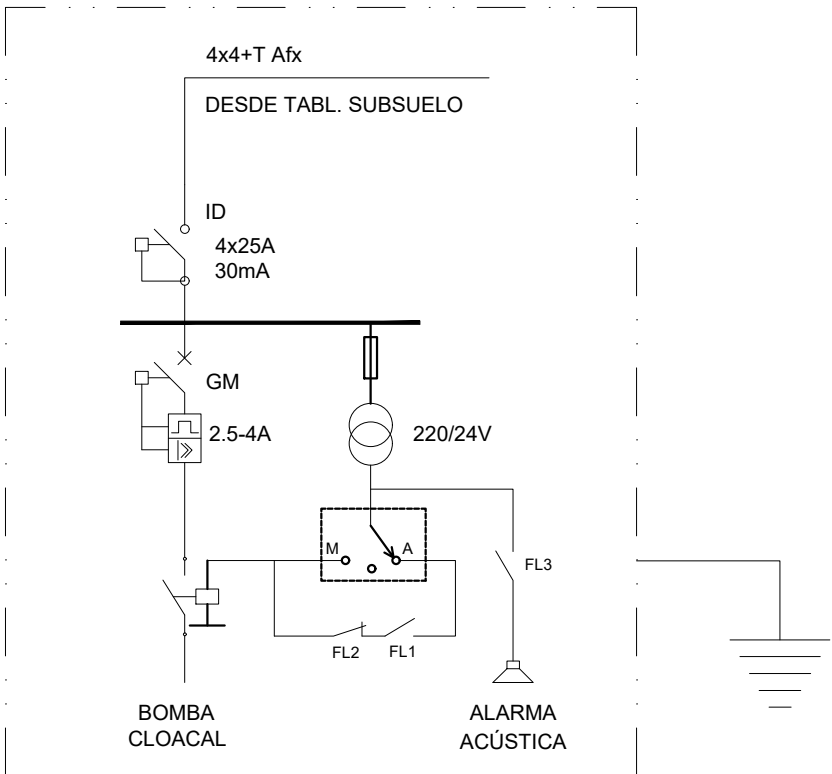 4x4+T Afx
DESDE TABL. SUBSUELO
ID
4x25A
30mA
GM
2.5-4A
220/24V
M
A
FL3
FL2
FL1
BOMBA
CLOACAL
ALARMA
ACÚSTICA